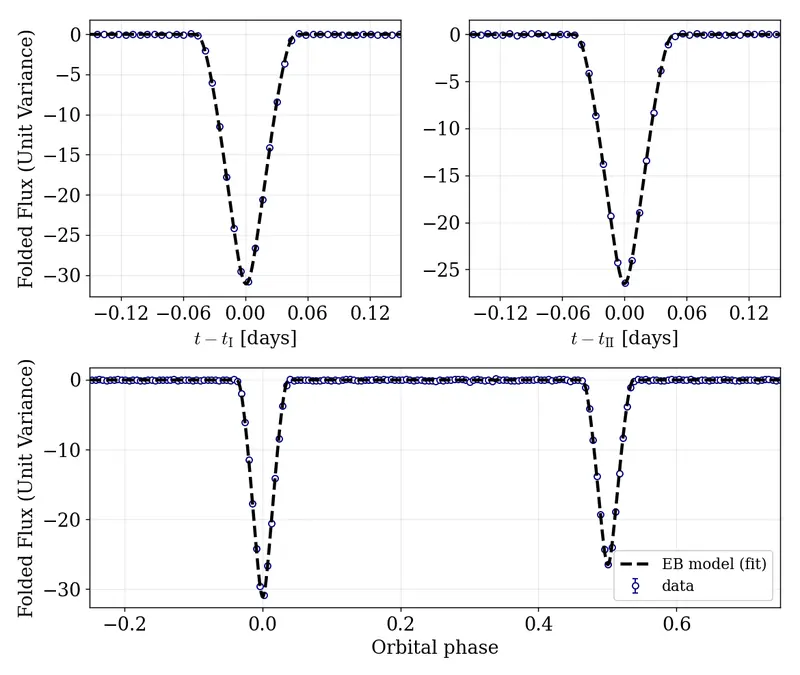 Folded Flux (Unit Variance)
0
−5
−10
−15
−20
−25
−30
−0.12 −0.06 0.00 0.06 0.12
t − tI [days]
0
−5
−10
−15
−20
−25
−0.12 −0.06 0.00 0.06 0.12
t − tII [days]
Folded Flux (Unit Variance)
0
−10
−20
−30
−0.2 0.0 0.2 0.4 0.6
Orbital phase
EB model (fit)
data